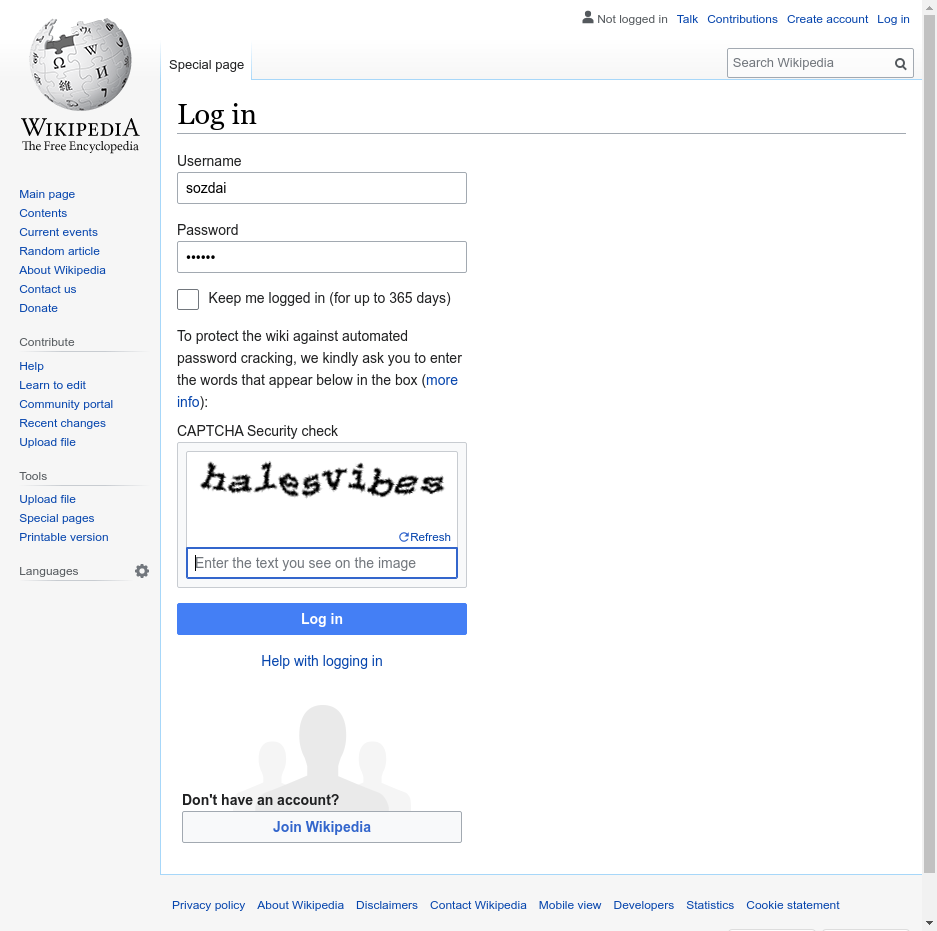 Not logged in Talk Contributions Create account Log in
Special page
Search Wikipedia
WIKIPEDIA
The Free Encyclopedia
Main page
Contents
Current events
Random article
About Wikipedia
Contact us
Donate
Contribute
Help
Learn to edit
Community portal
Recent changes
Upload file
Tools
Upload file
Special pages
Printable version
Languages
Log in
Username
sozdai
Password
••••••
Keep me logged in (for up to 365 days)
To protect the wiki against automated
password cracking, we kindly ask you to enter
the words that appear below in the box (more
info):
CAPTCHA Security check
halesvibes
Refresh
Enter the text you see on the image
Log in
Help with logging in
Don't have an account?
Join Wikipedia
Privacy policy About Wikipedia Disclaimers Contact Wikipedia Mobile view Developers Statistics Cookie statement